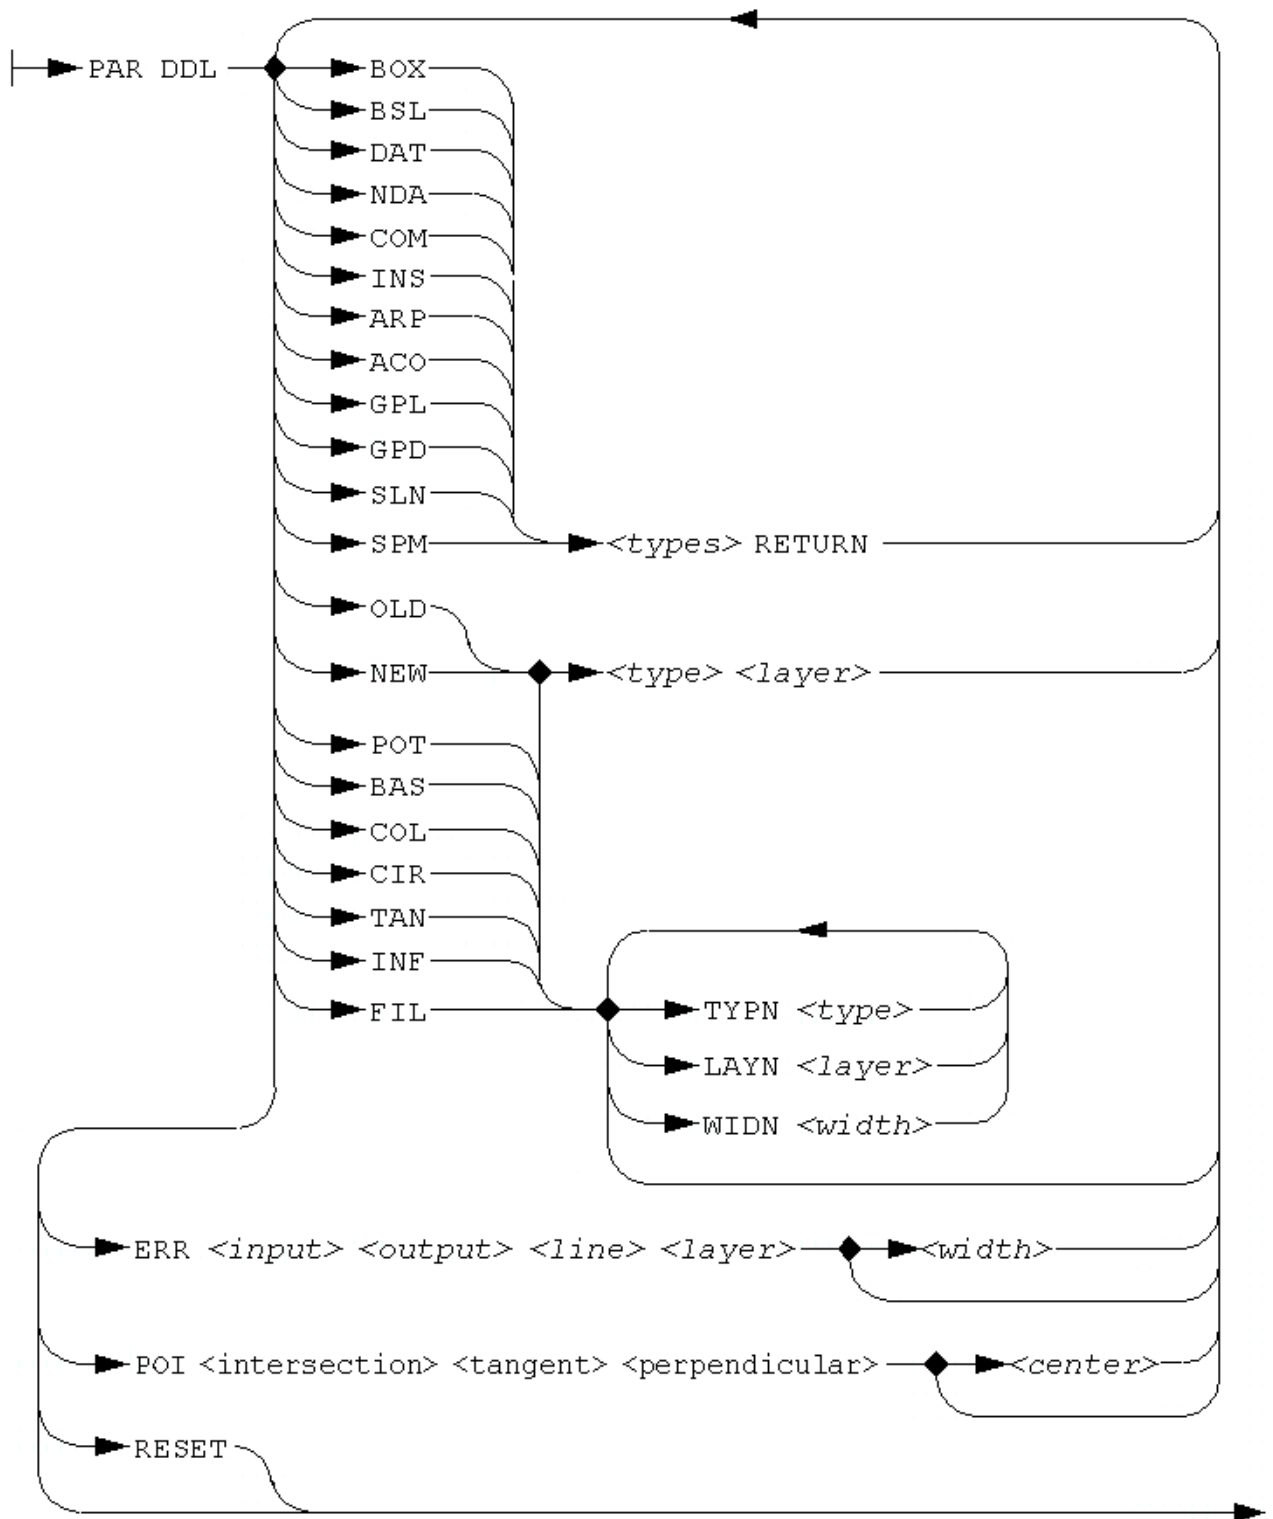 PAR DDL
BOX
BSL
DAT
NDA
COM
INS
ARP
ACO
GPL
GPD
SLN
SPM <types> RETURN
OLD
NEW <type> <layer>
POT
BAS
COL
CIR
TAN
INF
FIL
TYPN <type>
LAYN <layer>
WIDN <width>
ERR <input> <output> <line> <layer> <width>
POI <intersection> <tangent> <perpendicular> <center>
RESET